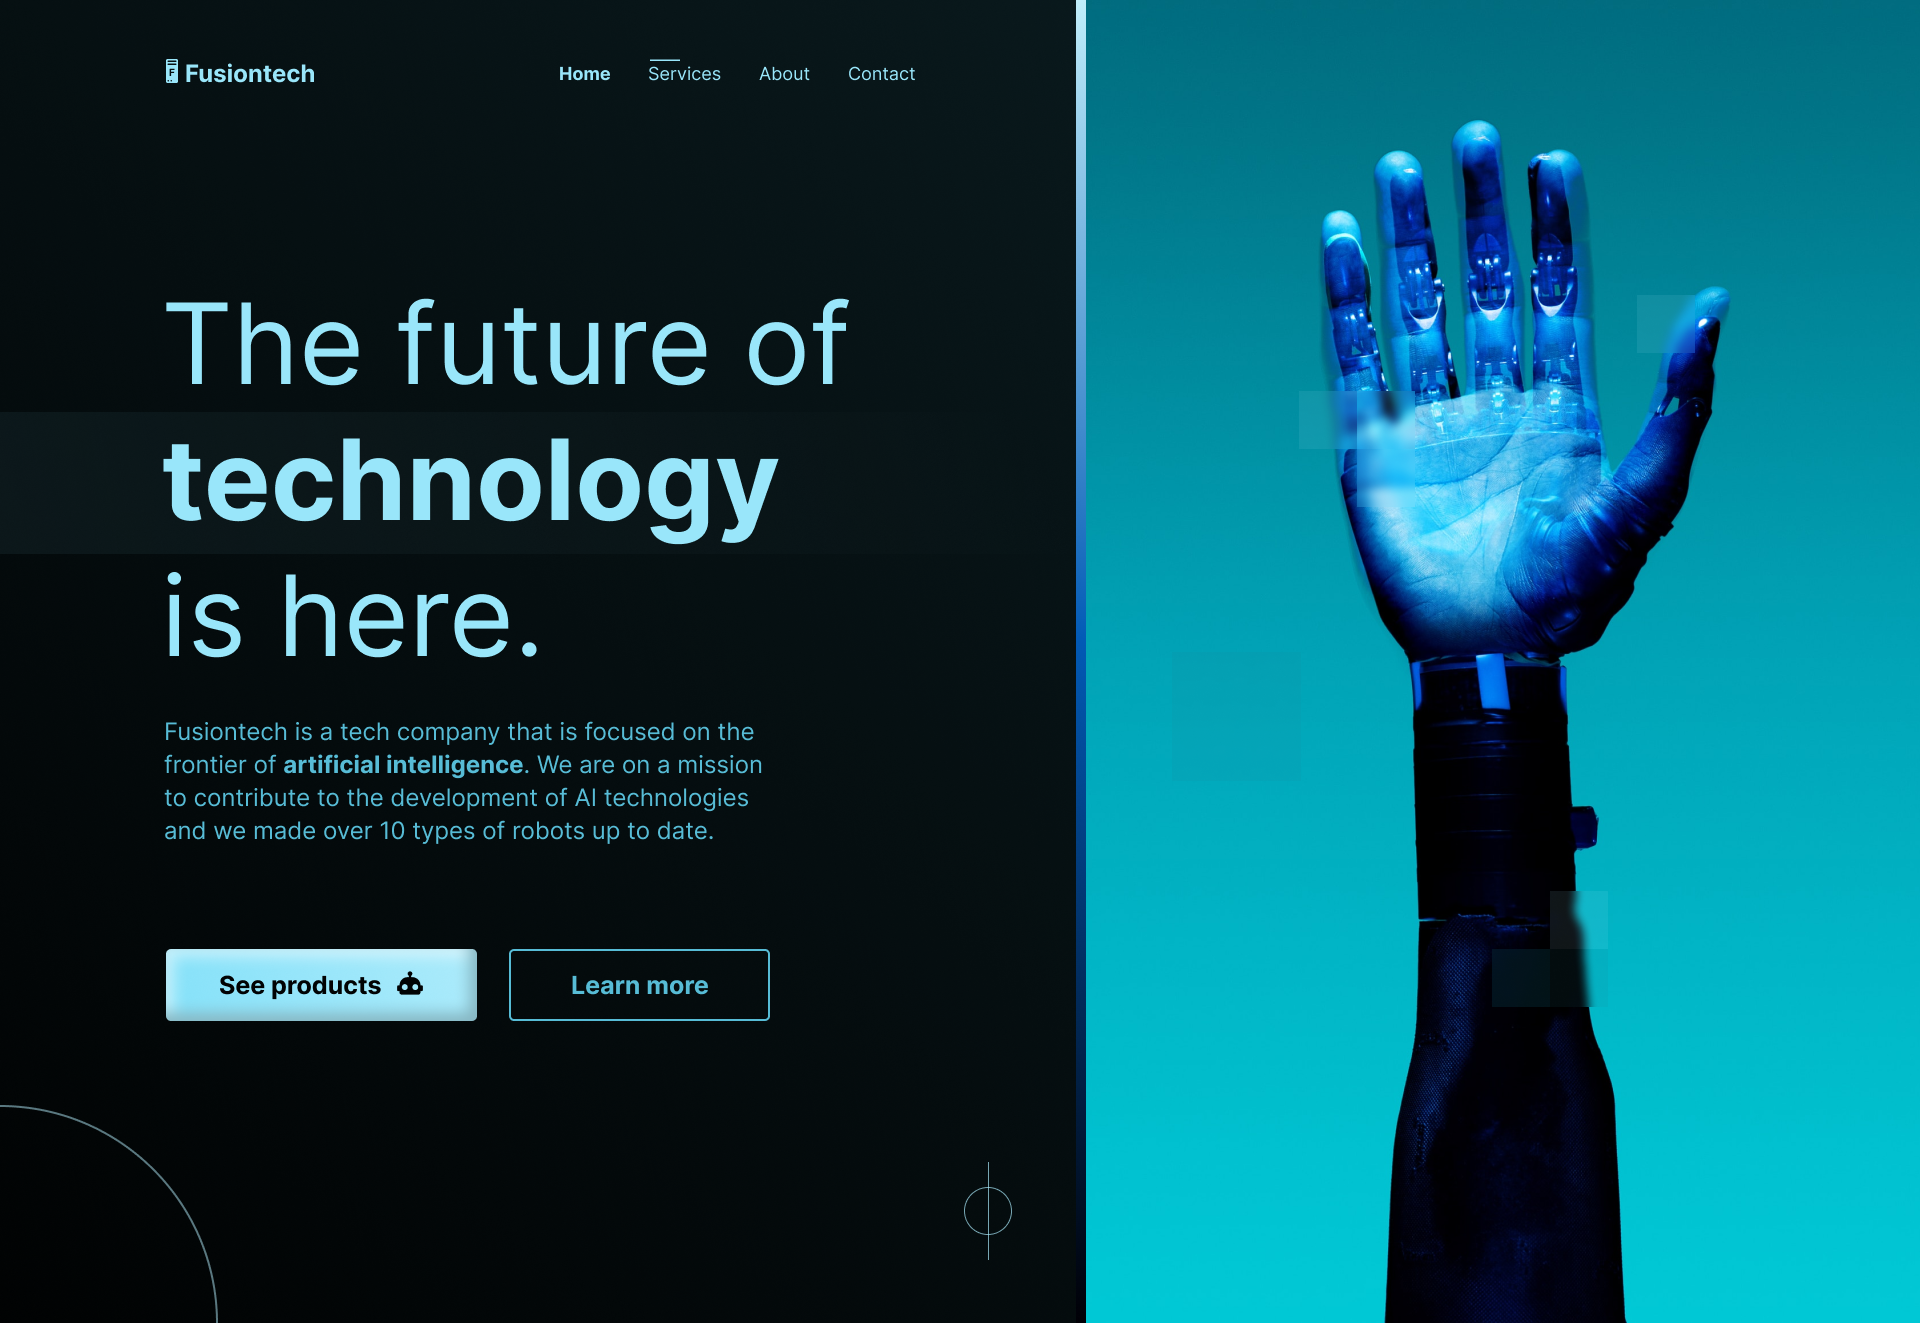 Fusiontech
Home Services About Contact
The future of
technology
is here.
Fusiontech is a tech company that is focused on the
frontier of artificial intelligence. We are on a mission
to contribute to the development of AI technologies
and we made over 10 types of robots up to date.
See products
Learn more